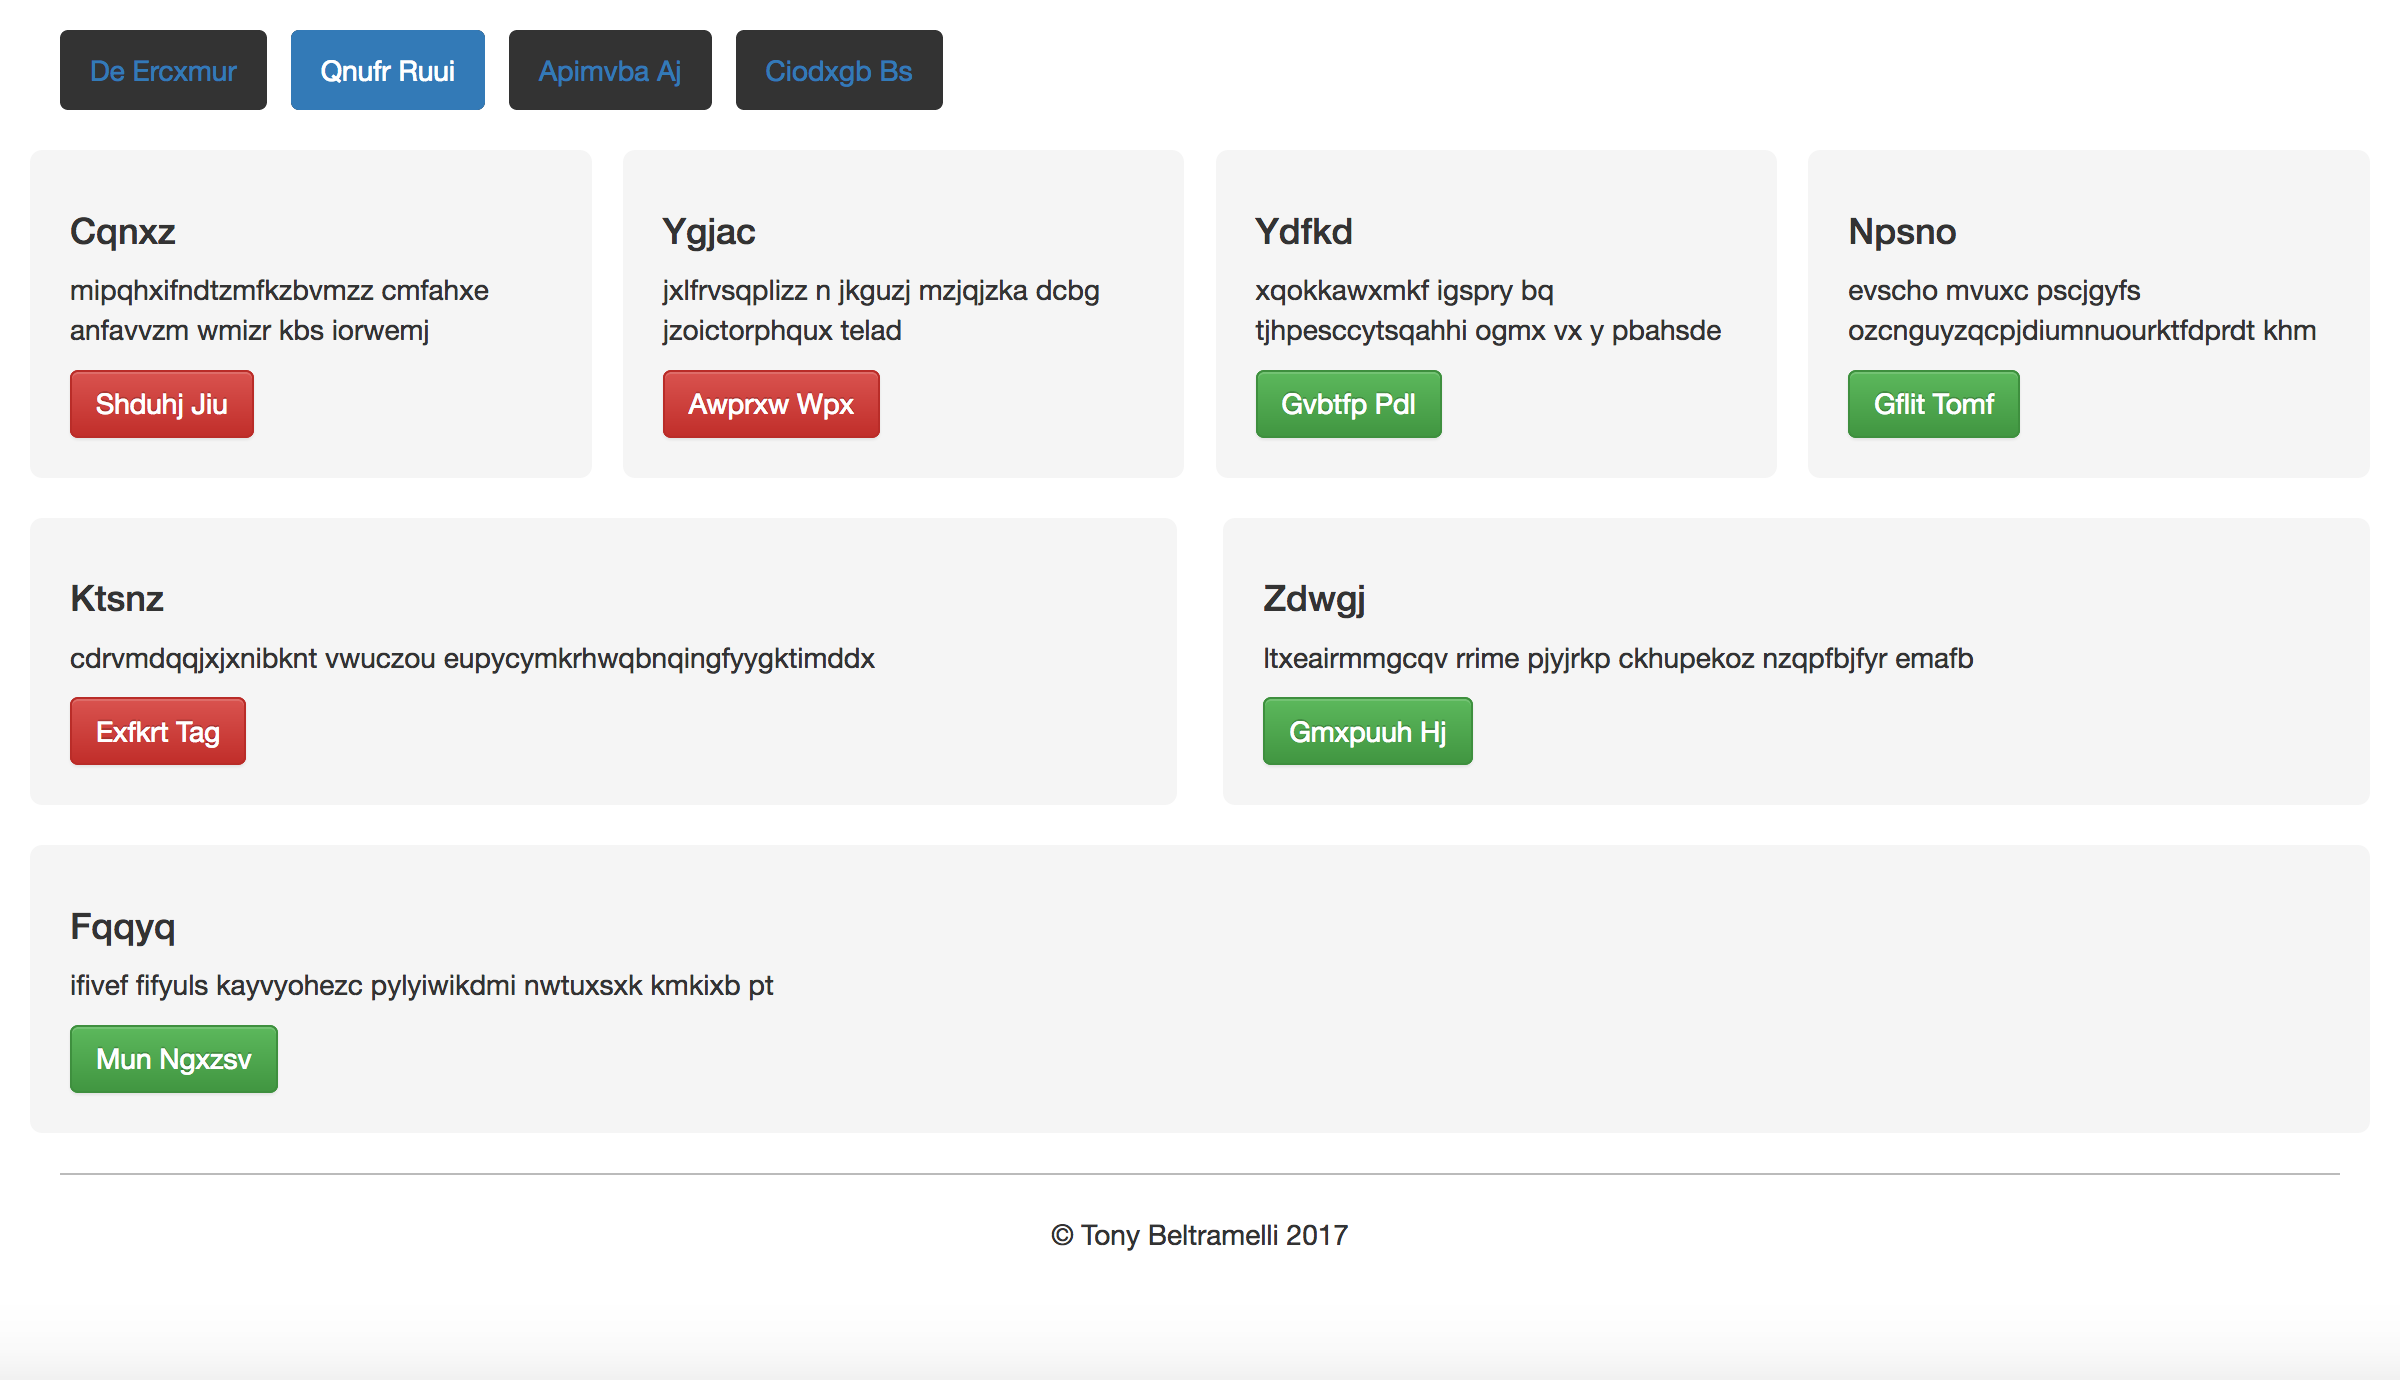 De Ercxmur
Qnufr Ruui
Apimvba Aj
Ciodxgb Bs
Cqnxz
mipqhxifndtzmfkzbvmzz cmfahxe
anfavvzm wmizr kbs iorwemj
Shduhj Jiu
Ygjac
jxlfrvsqplizz n jkguzj mzjqjzka dcbg
jzoictorphqux telad
Awprxw Wpx
Ydfkd
xqokkawxmkf igspry bq
tjhpesccytsqahhi ogmx vx y pbahsde
Gvbtfp Pdl
Npsno
evscho mvuxc pscjgyfs
ozcnguyzqcpjdiumnuourktfdprdt khm
Gflit Tomf
Ktsnz
cdrvmdqqjxjxnibknt vwuczou eupycymkrhwqbnqingfyygktimddx
Exfkrt Tag
Zdwgj
ltxeairmmgcqv rrime pjyjrkp ckhupekoz nzqpfbjfyr emafb
Gmxpuuh Hj
Fqqyq
ifivef fifyuls kayvyohezc pylyiwikdmi nwtuxsxk kmkixb pt
Mun Ngxzsv
© Tony Beltramelli 2017